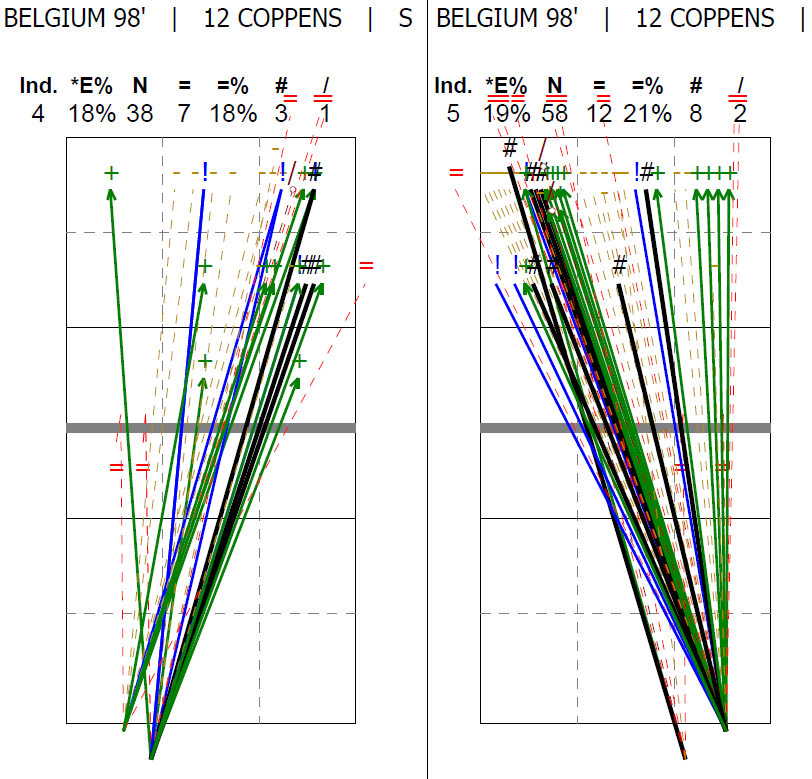 BELGIUM 98' | 12 COPPENS | S
Ind. *E% N = =% # /
4 18% 38 7 18% 3 1
BELGIUM 98' | 12 COPPENS |
Ind. *E% N = =% # /
5 19% 58 12 21% 8 2